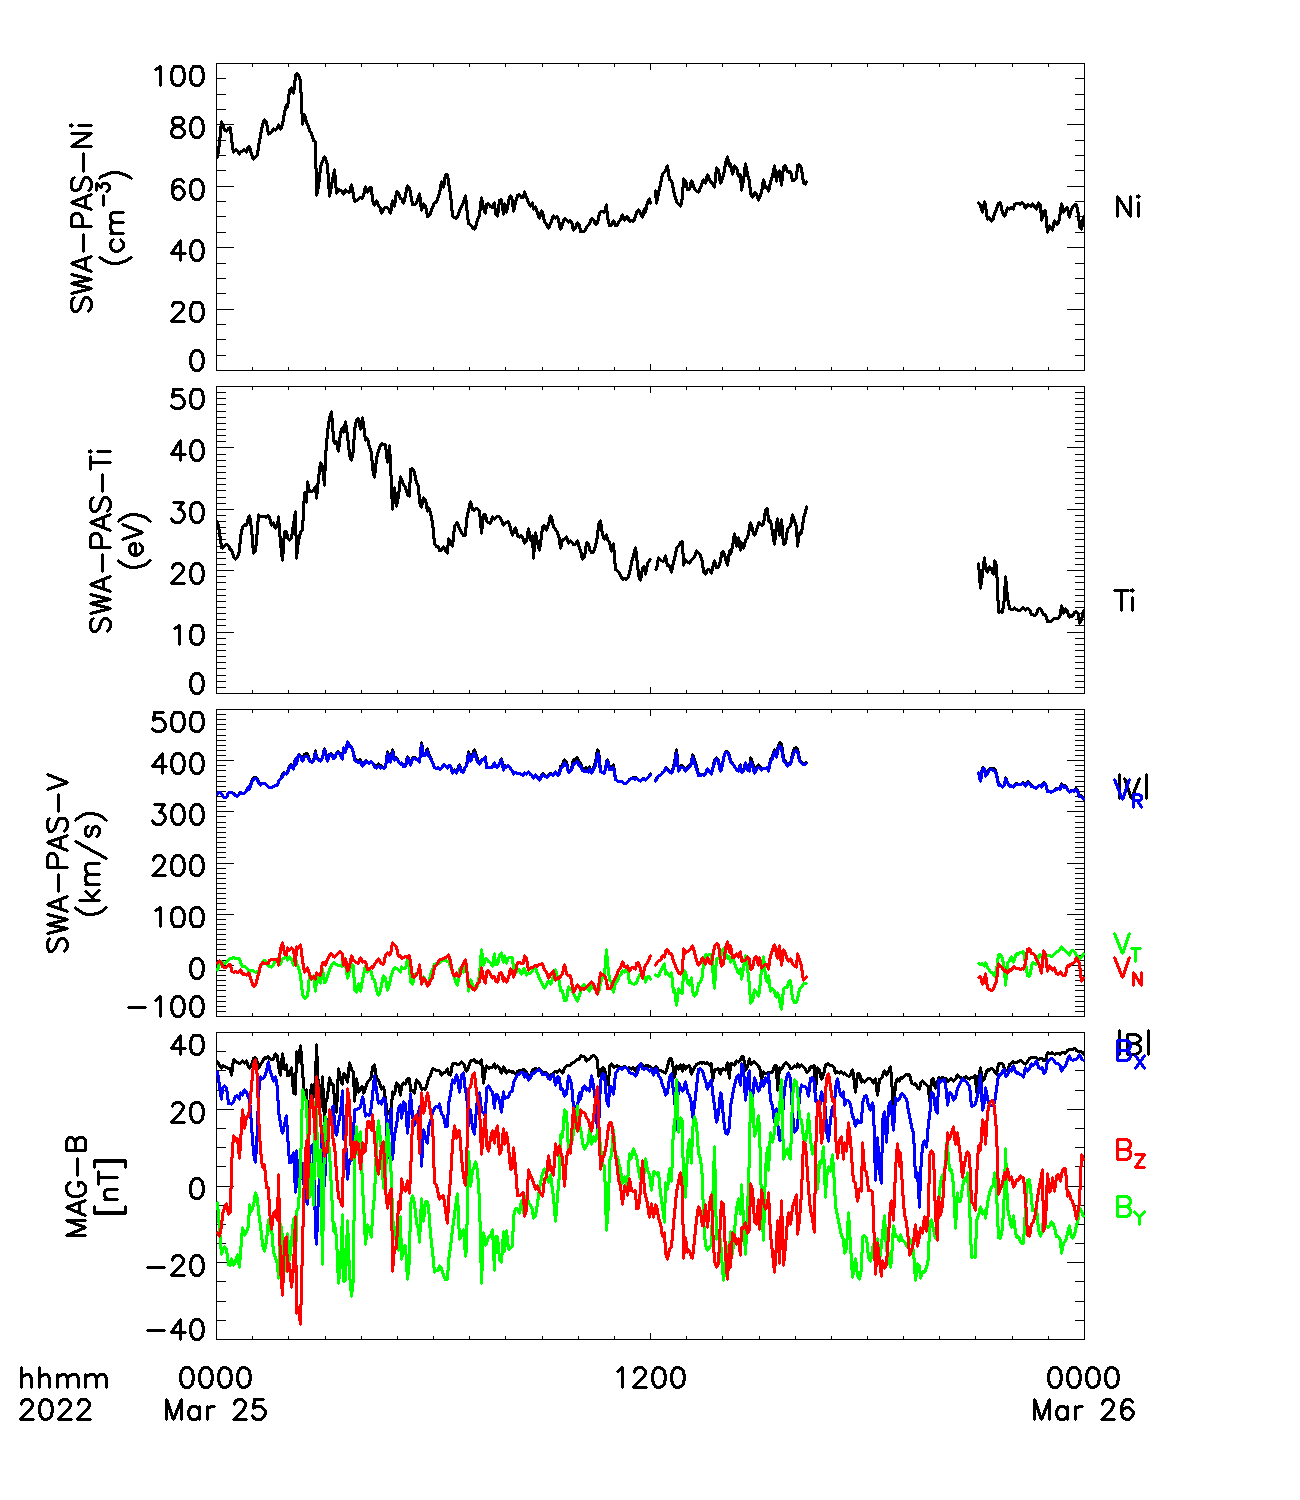 100
80
60
40
20
0
SWA-PAS-Ni
(cm⁻³)
Ni
50
40
30
20
10
0
SWA-PAS-Ti
(eV)
Ti
500
400
300
200
100
0
-100
SWA-PAS-V
(km/s)
|V|
V_R
V_T
V_N
40
20
0
-20
-40
MAG-B
[nT]
|B|
B_X
B_Z
B_Y
hhmm 0000 1200 0000
2022 Mar 25 Mar 26